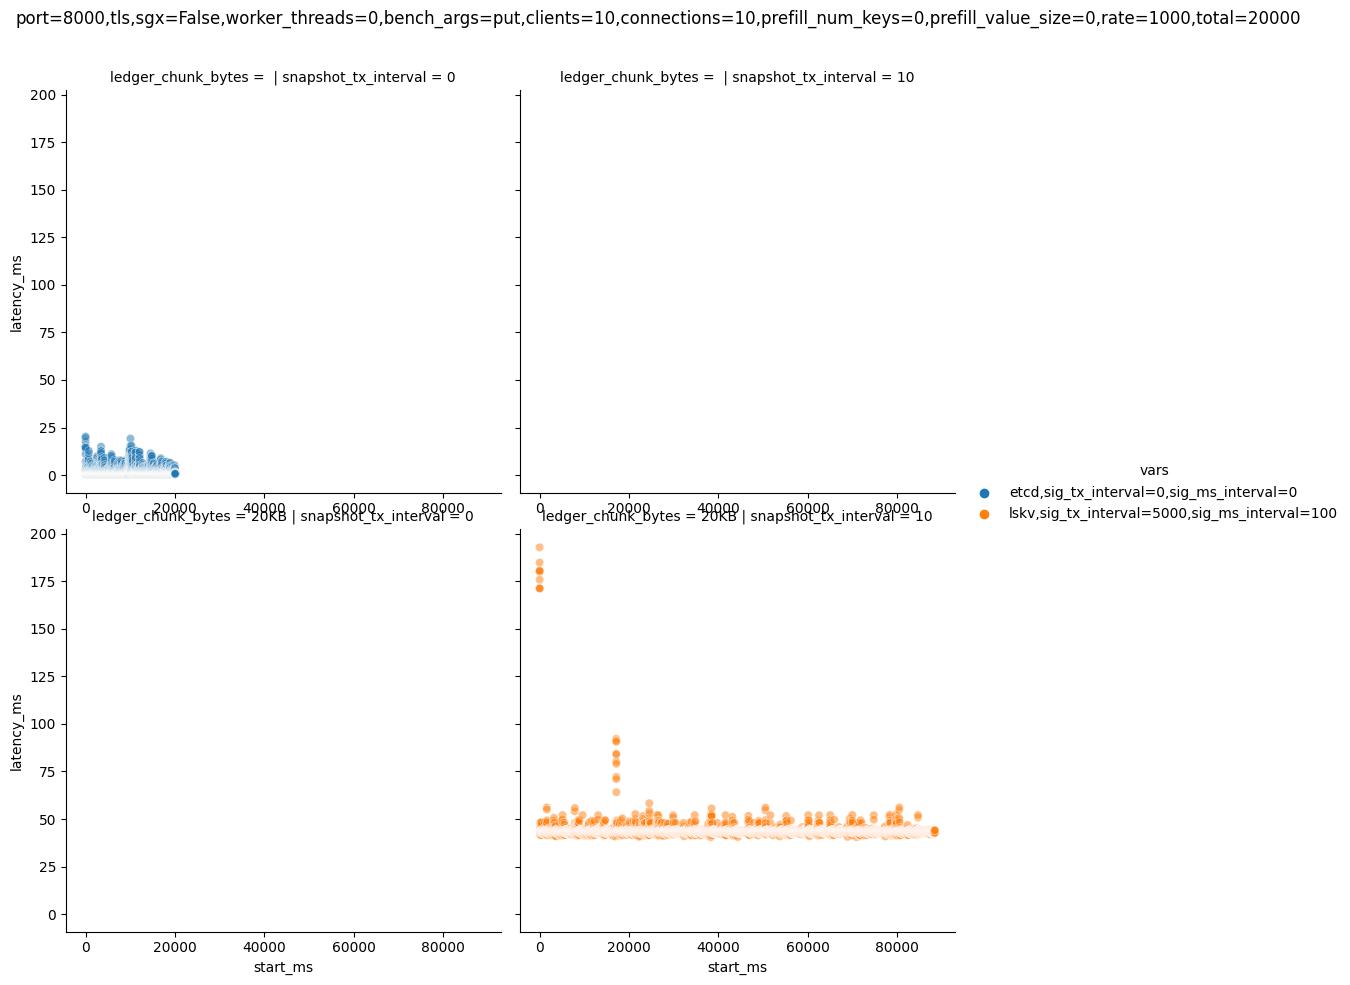 port=8000,tls,sgx=False,worker_threads=0,bench_args=put,clients=10,connections=10,prefill_num_keys=0,prefill_value_size=0,rate=1000,total=20000
ledger_chunk_bytes =  | snapshot_tx_interval = 0
ledger_chunk_bytes =  | snapshot_tx_interval = 10
200
175
150
125
100
75
50
25
0
latency_ms
0 20000 40000 60000 80000
0 20000 40000 60000 80000
vars
etcd,sig_tx_interval=0,sig_ms_interval=0
lskv,sig_tx_interval=5000,sig_ms_interval=100
ledger_chunk_bytes = 20KB | snapshot_tx_interval = 0
ledger_chunk_bytes = 20KB | snapshot_tx_interval = 10
200
175
150
125
100
75
50
25
0
latency_ms
0 20000 40000 60000 80000
start_ms
0 20000 40000 60000 80000
start_ms